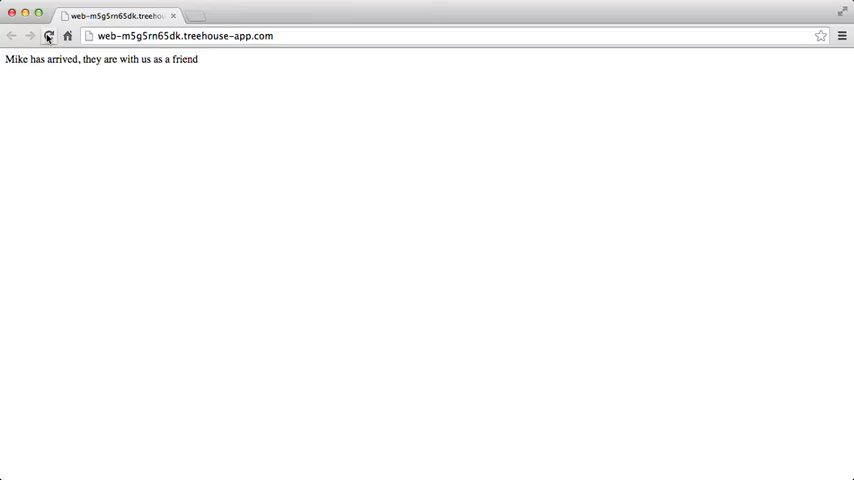 web-m5g5rn65dk.treehou
web-m5g5rn65dk.treehouse-app.com
Mike has arrived, they are with us as a friend